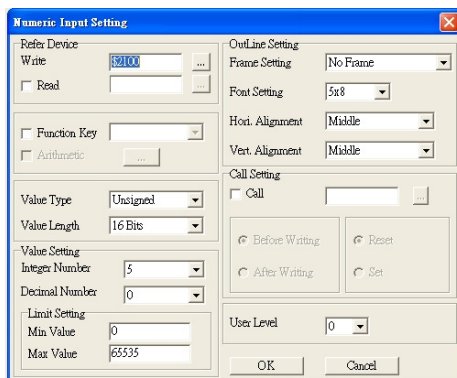 Numeric Input Setting
Refer Device
Write $2100 ...
Read ...
Function Key
Arithmetic ...
Value Type Unsigned
Value Length 16 Bits
Value Setting
Integer Number 5
Decimal Number 0
Limit Setting
Min Value 0
Max Value 65535
OutLine Setting
Frame Setting No Frame
Font Setting 5x8
Hori. Alignment Middle
Vert. Alignment Middle
Call Setting
Call ...
Before Writing Reset
After Writing Set
User Level 0
OK Cancel